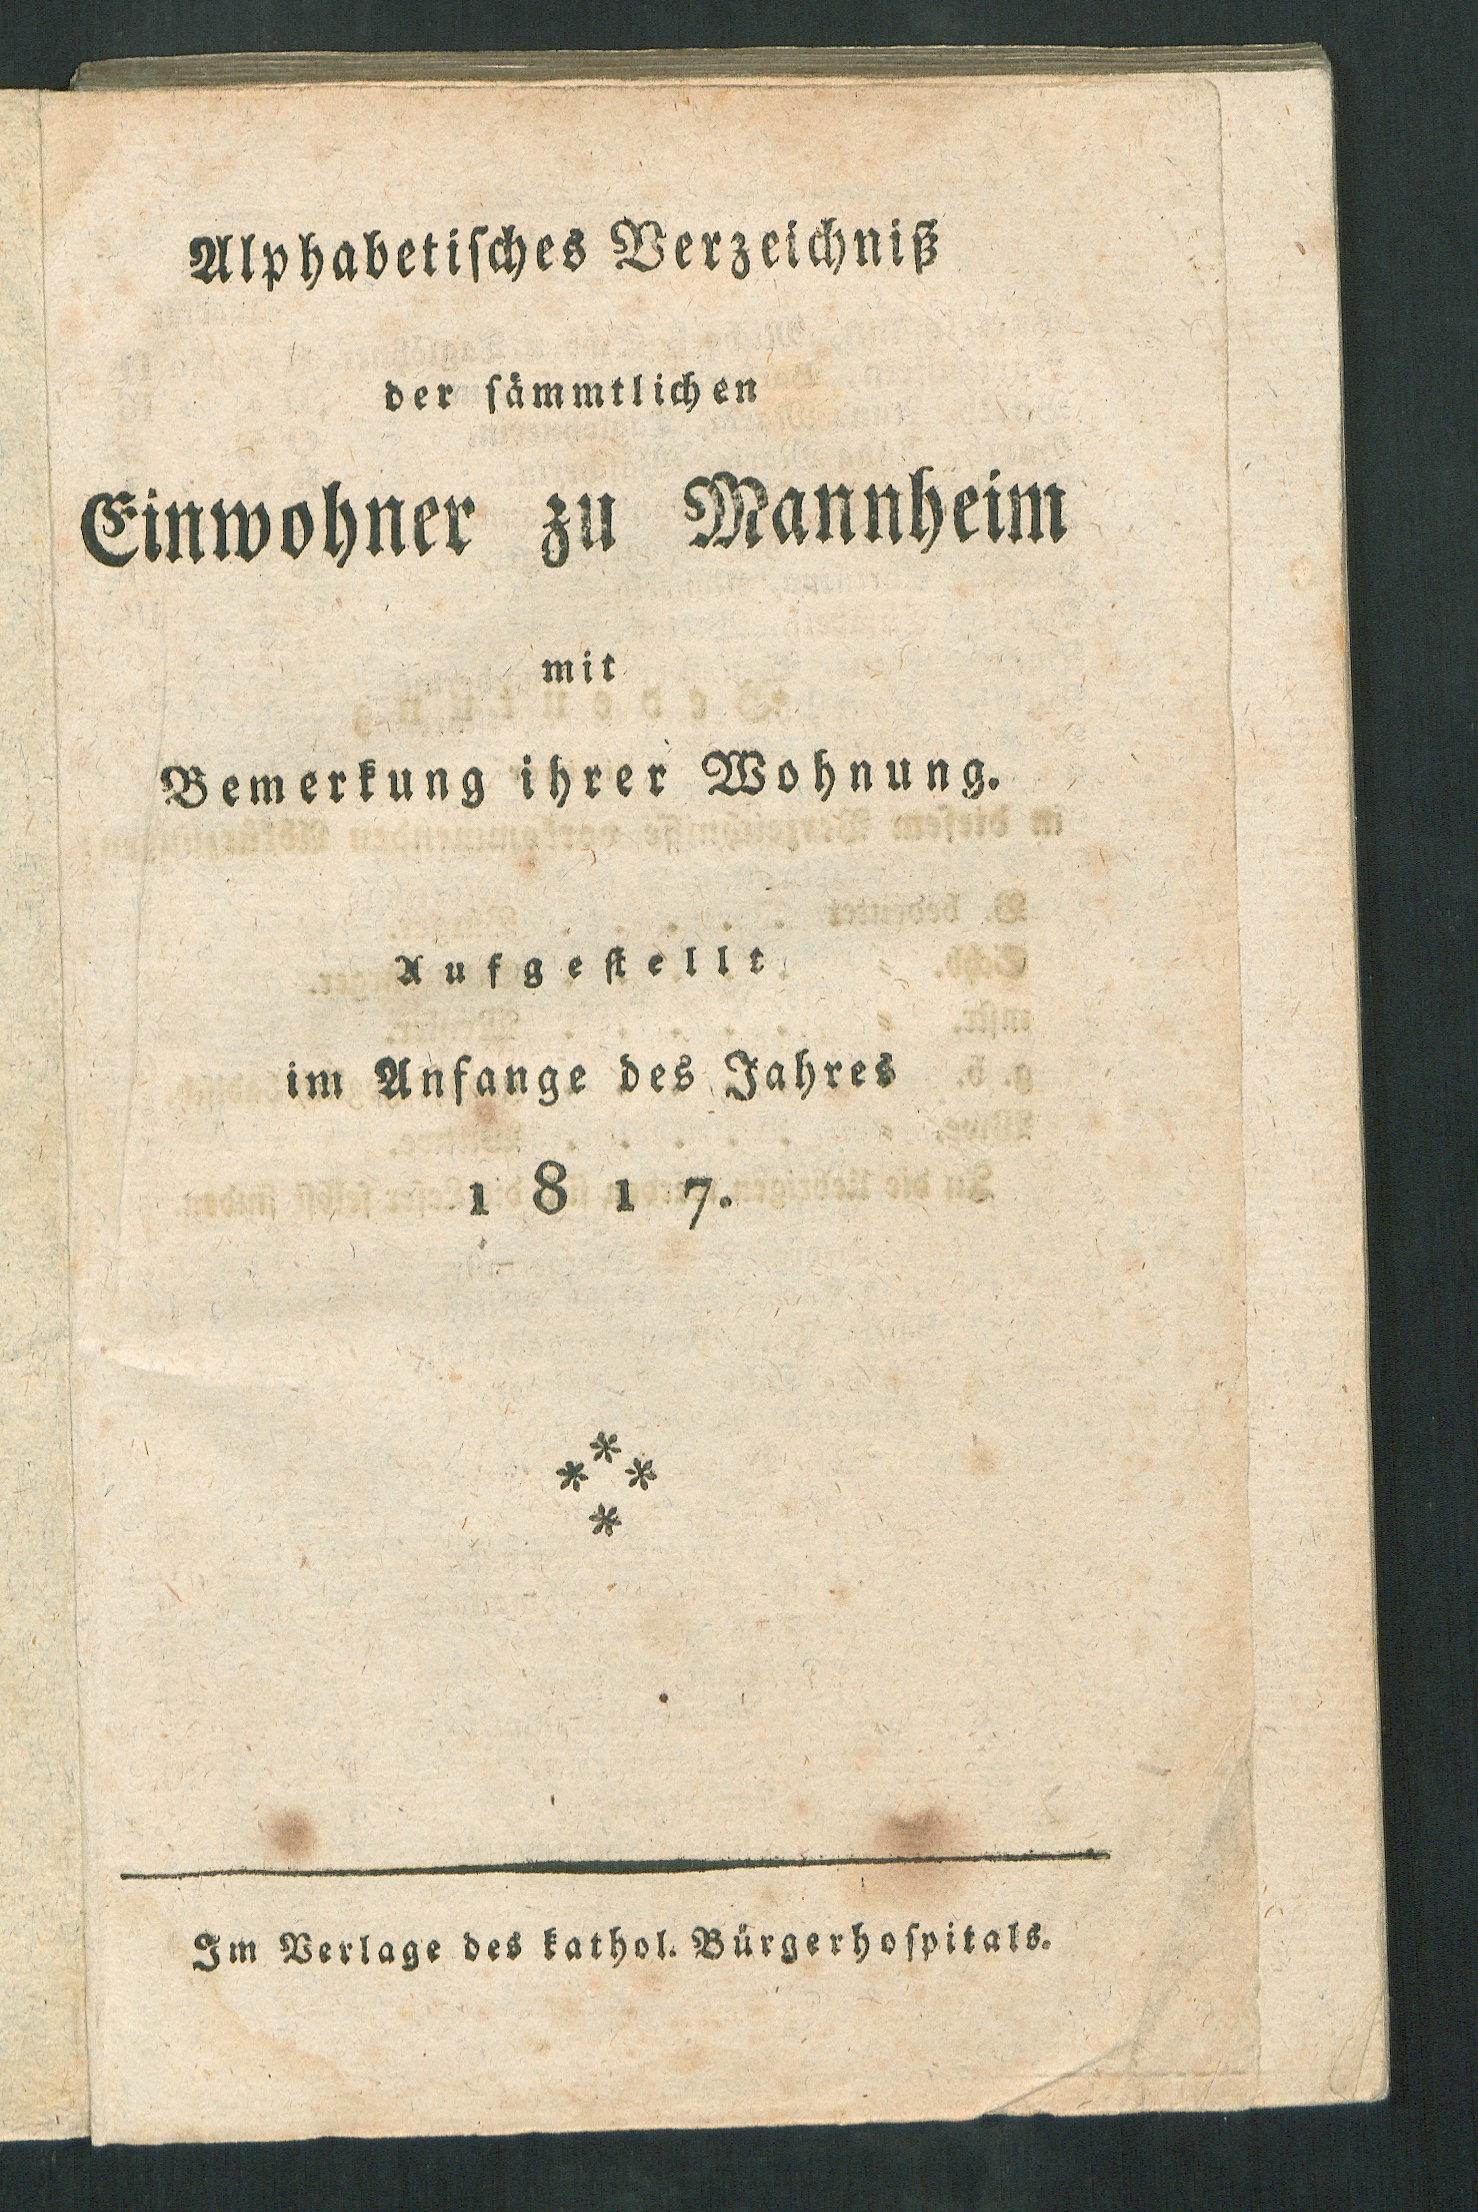 Alphabetiſches Verzeichniß
der ſämmtlichen
Einwohner zu Mannheim
mit
Bemerkung ihrer Wohnung.
Aufgeſtellt
im Anfange des Jahres
1817.
* * * *
Im Verlage des kathol. Bürgerhoſpitals.